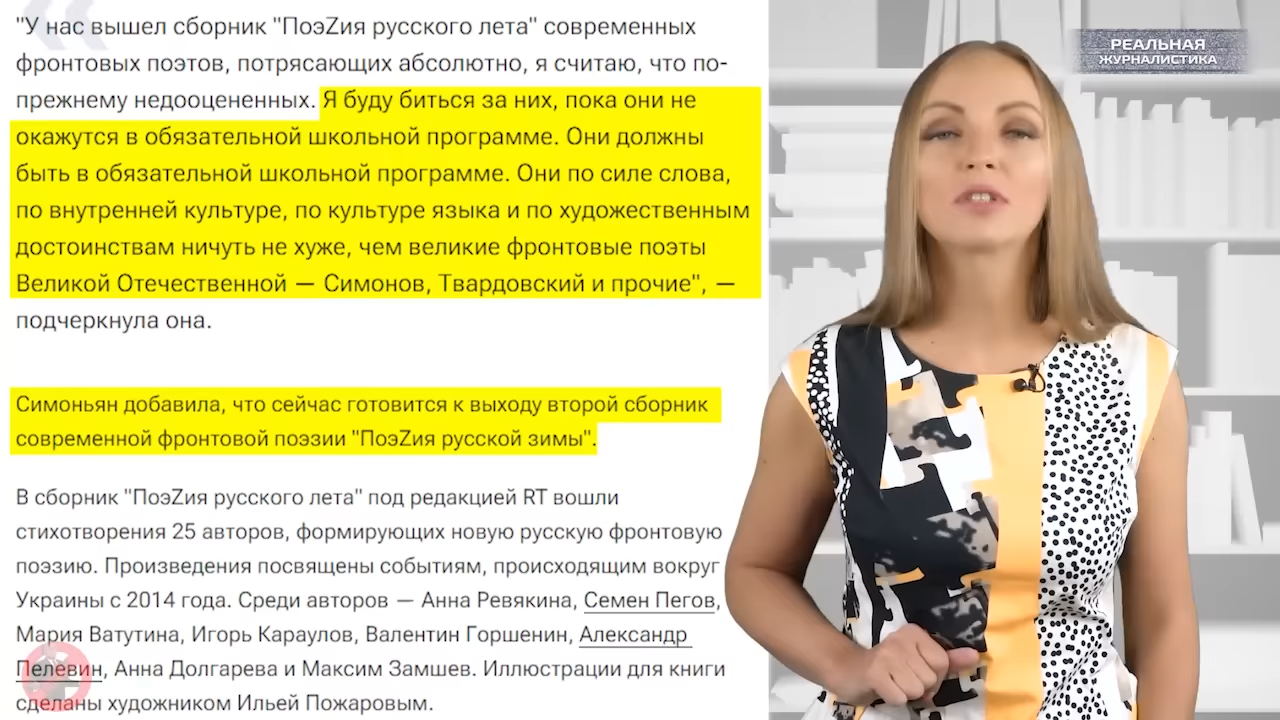 "У нас вышел сборник "ПоэZия русского лета" современных
фронтовых поэтов, потрясающих абсолютно, я считаю, что по-
прежнему недооцененных. Я буду биться за них, пока они не
окажутся в обязательной школьной программе. Они должны
быть в обязательной школьной программе. Они по силе слова,
по внутренней культуре, по культуре языка и по художественным
достоинствам ничуть не хуже, чем великие фронтовые поэты
Великой Отечественной — Симонов, Твардовский и прочие", —
подчеркнула она.
Симоньян добавила, что сейчас готовится к выходу второй сборник
современной фронтовой поэзии "ПоэZия русской зимы".
В сборник "ПоэZия русского лета" под редакцией RT вошли
стихотворения 25 авторов, формирующих новую русскую фронтовую
поэзию. Произведения посвящены событиям, происходящим вокруг
Украины с 2014 года. Среди авторов — Анна Ревякина, Семен Пегов,
Мария Ватутина, Игорь Караулов, Валентин Горшенин, Александр
Пелевин, Анна Долгарева и Максим Замшев. Иллюстрации для книги
сделаны художником Ильей Пожаровым.
РЕАЛЬНАЯ
ЖУРНАЛИСТИКА